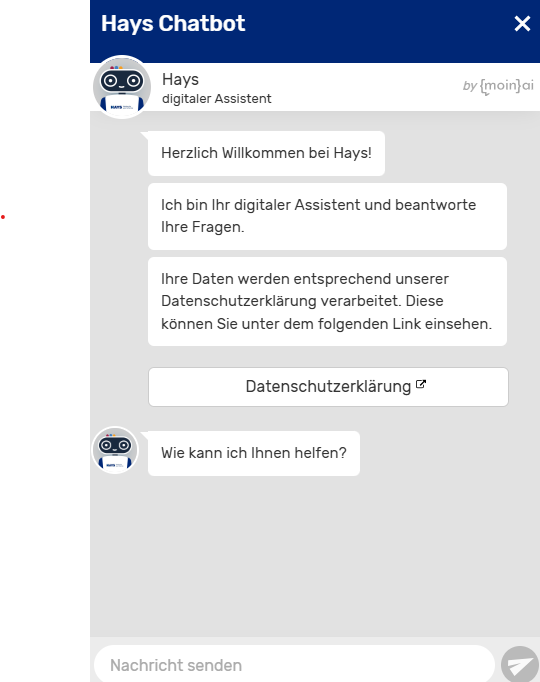 Hays Chatbot
Hays
digitaler Assistent
by {moin}ai
Herzlich Willkommen bei Hays!
Ich bin Ihr digitaler Assistent und beantworte
Ihre Fragen.
Ihre Daten werden entsprechend unserer
Datenschutzerklärung verarbeitet. Diese
können Sie unter dem folgenden Link einsehen.
Datenschutzerklärung
Wie kann ich Ihnen helfen?
Nachricht senden